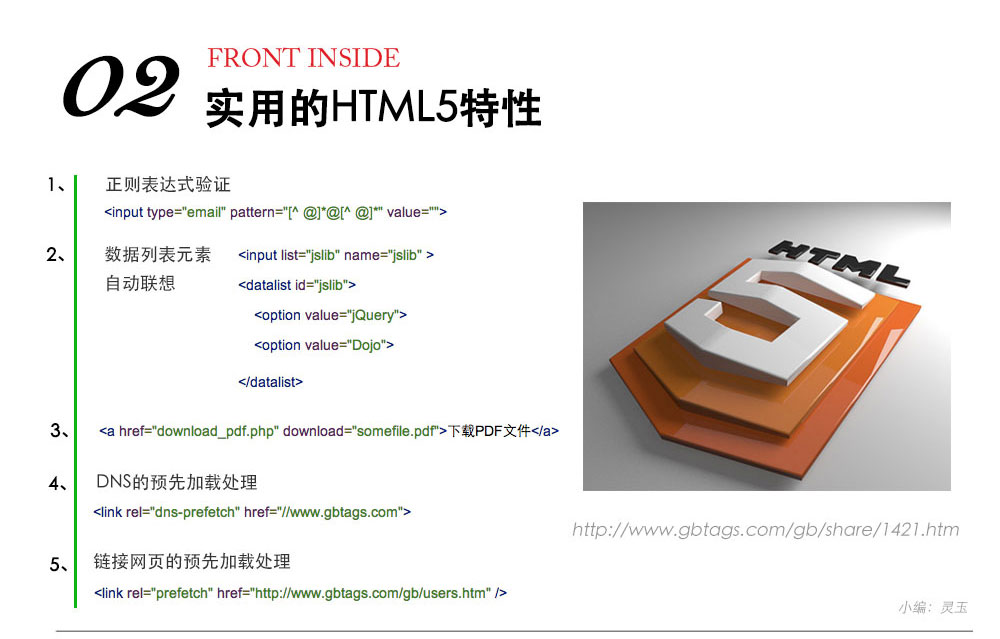 02
FRONT INSIDE
实用的HTML5特性
1、 正则表达式验证
<input type="email" pattern="[^ @]*@[^ @]*" value="">
2、 数据列表元素 <input list="jslib" name="jslib" >
自动联想 <datalist id="jslib">
<option value="jQuery">
<option value="Dojo">
</datalist>
3、 <a href="download_pdf.php" download="somefile.pdf">下载PDF文件</a>
4、 DNS的预先加载处理
<link rel="dns-prefetch" href="//www.gbtags.com">
5、 链接网页的预先加载处理
<link rel="prefetch" href="http://www.gbtags.com/gb/users.htm" />
HTML
5
http://www.gbtags.com/gb/share/1421.htm
小编：灵玉